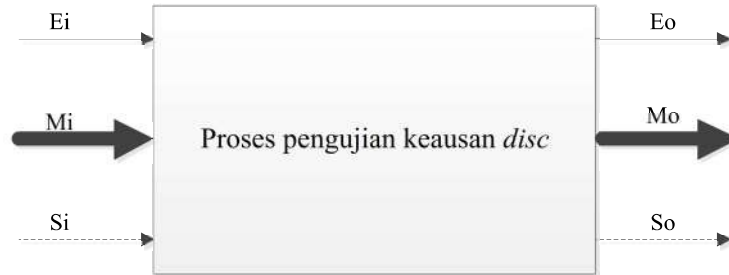 Ei
Eo
Mi
Proses pengujian keausan disc
Mo
Si
So